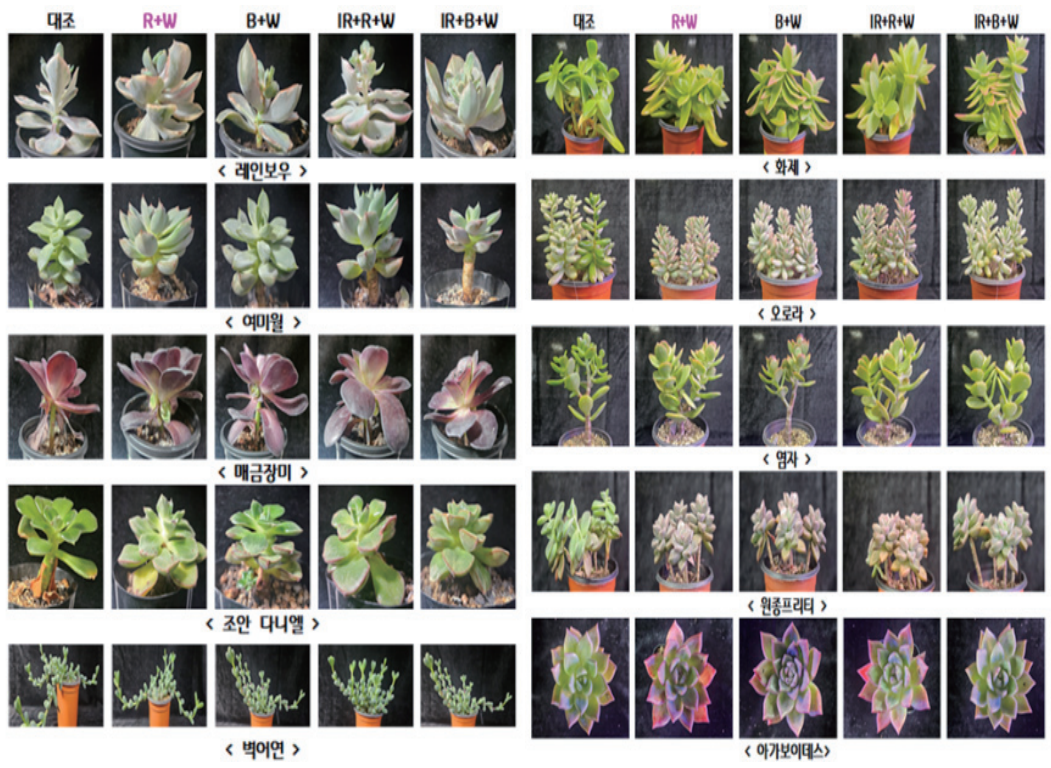 대조 R+W B+W IR+R+W IR+B+W
< 레인보우 >
< 여미월 >
< 매금장미 >
< 조안 다니엘 >
< 벽어연 >
대조 R+W B+W IR+R+W IR+B+W
< 화제 >
< 오로라 >
< 염자 >
< 원종프리티 >
< 아가보이데스>